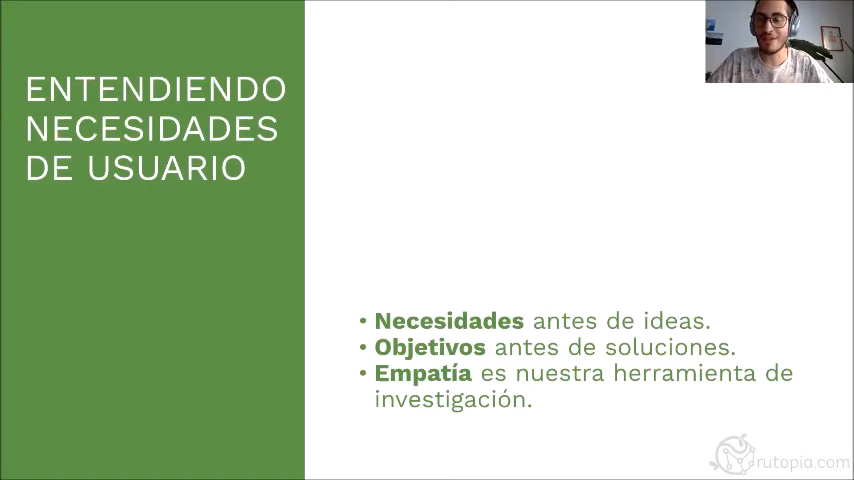 ENTENDIENDO
NECESIDADES
DE USUARIO
• Necesidades antes de ideas.
• Objetivos antes de soluciones.
• Empatía es nuestra herramienta de
investigación.
rutopia.com